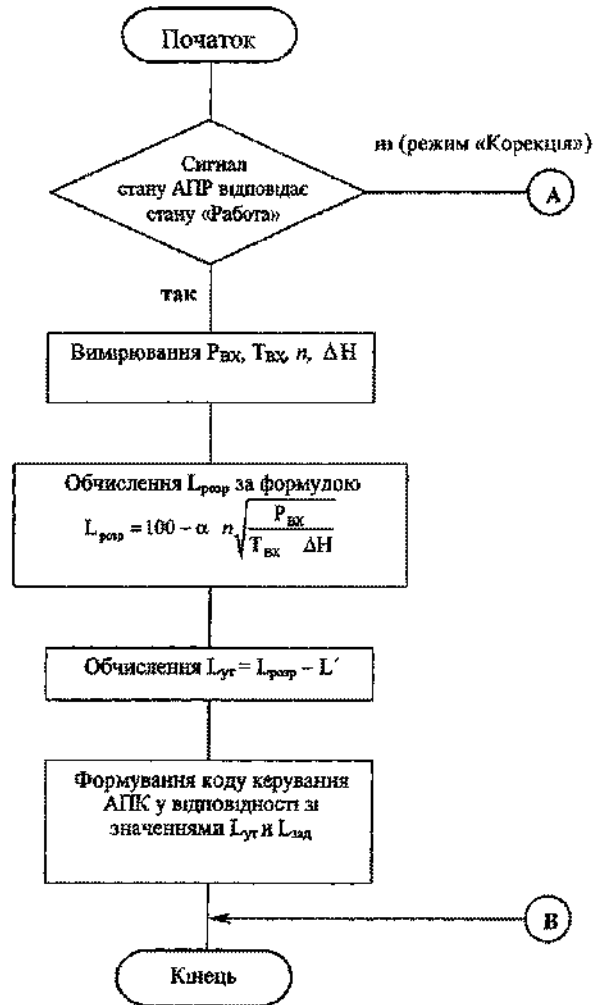 Початок
Сигнал
стану АПР відповідає
стану «Работа»
ні (режим «Корекція»)
А
так
Вимірювання Pвх, Tвх, n, ΔH
Обчислення Lрозр за формулою
Lрозр = 100 − α n√(Pвх / (Tвх ΔH))
Обчислення Lут = Lрозр − L´
Формування коду керування
АПК у відповідності зі
значеннями Lут и Lзад
В
Кінець